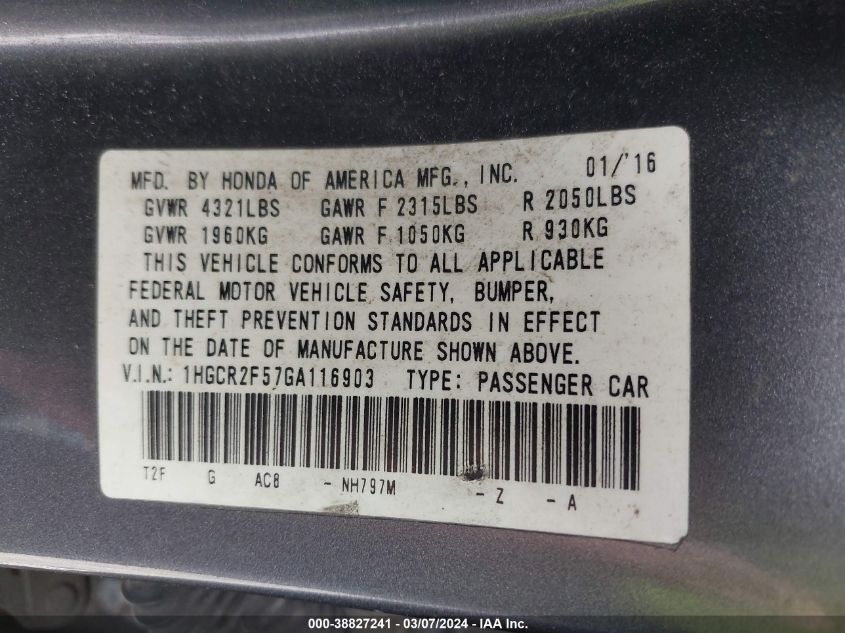 MFD. BY HONDA OF AMERICA MFG., INC. 01/'16
GVWR 4321LBS GAWR F 2315LBS R 2050LBS
GVWR 1960KG GAWR F 1050KG R 930KG
THIS VEHICLE CONFORMS TO ALL APPLICABLE
FEDERAL MOTOR VEHICLE SAFETY, BUMPER,
AND THEFT PREVENTION STANDARDS IN EFFECT
ON THE DATE OF MANUFACTURE SHOWN ABOVE.
V.I.N.: 1HGCR2F57GA116903 TYPE: PASSENGER CAR
T2F G AC8 - NH797M - Z - A
000-38827241 - 03/07/2024 - IAA Inc.